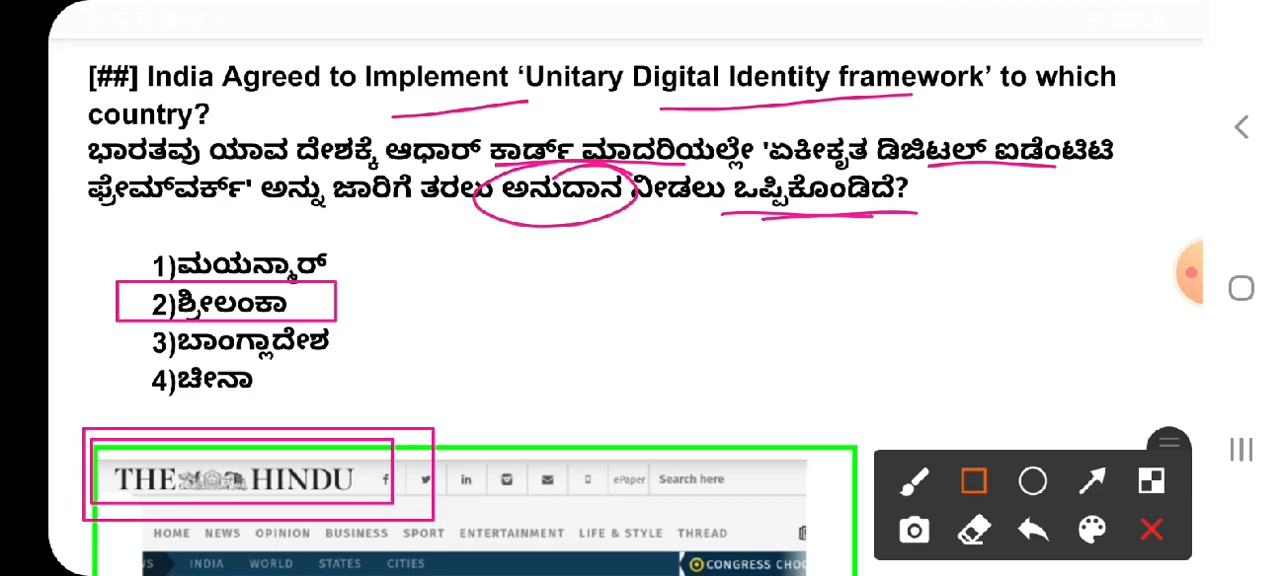 [##] India Agreed to Implement ‘Unitary Digital Identity framework’ to which
country?
ಭಾರತವು ಯಾವ ದೇಶಕ್ಕೆ ಆಧಾರ್ ಕಾರ್ಡ್ ಮಾದರಿಯಲ್ಲೇ 'ಏಕೀಕೃತ ಡಿಜಿಟಲ್ ಐಡೆಂಟಿಟಿ
ಫ್ರೇಮ್‌ವರ್ಕ್' ಅನ್ನು ಜಾರಿಗೆ ತರಲು ಅನುದಾನ ನೀಡಲು ಒಪ್ಪಿಕೊಂಡಿದೆ?
1)ಮಯನ್ಮಾರ್
2)ಶ್ರೀಲಂಕಾ
3)ಬಾಂಗ್ಲಾದೇಶ
4)ಚೀನಾ
THE HINDU
ePaper Search here
HOME NEWS OPINION BUSINESS SPORT ENTERTAINMENT LIFE & STYLE THREAD
INDIA WORLD STATES CITIES CONGRESS CHOO